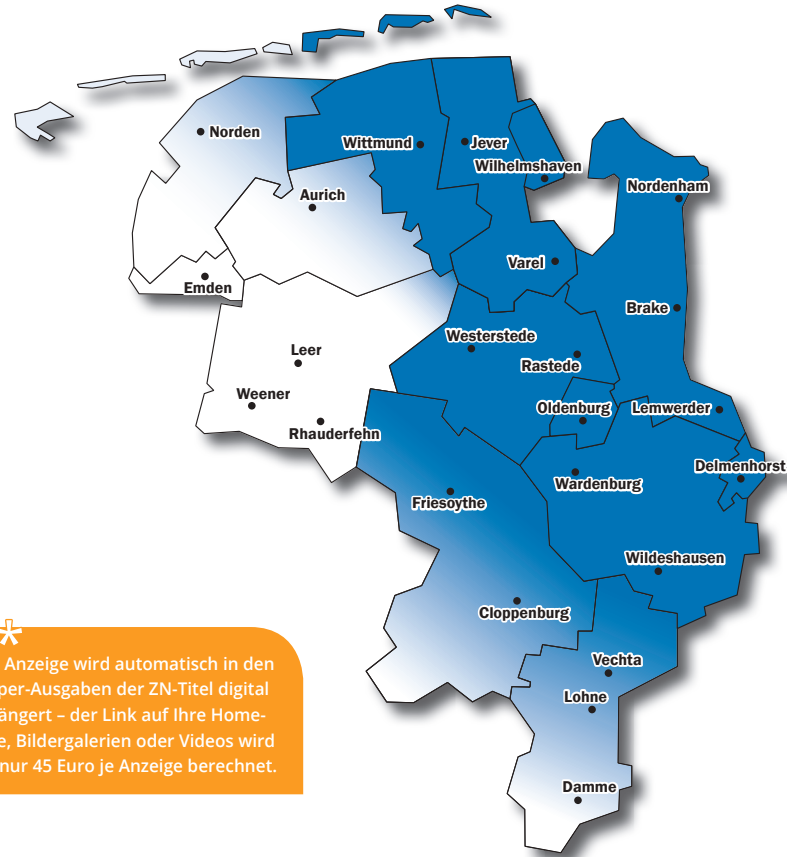 Norden
Wittmund
Jever
Wilhelmshaven
Nordenham
Aurich
Varel
Emden
Brake
Westerstede
Leer
Rastede
Weener
Oldenburg
Lemwerder
Rhauderfehn
Delmenhorst
Wardenburg
Friesoythe
Wildeshausen
Cloppenburg
Vechta
Lohne
Damme
*
Anzeige wird automatisch in den
per-Ausgaben der ZN-Titel digital
ängert – der Link auf Ihre Home-
e, Bildergalerien oder Videos wird
nur 45 Euro je Anzeige berechnet.